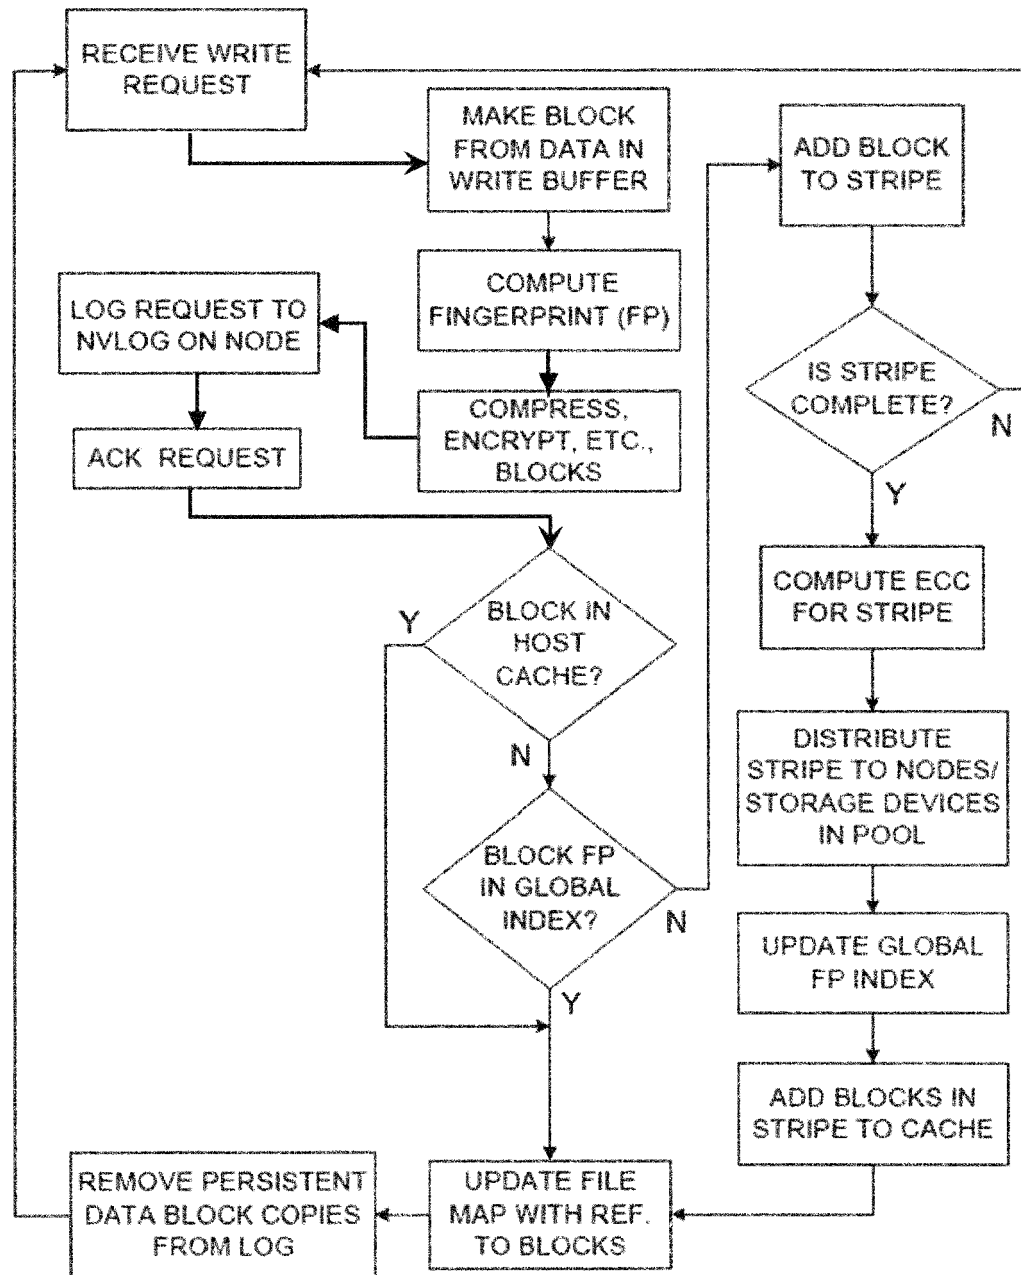 RECEIVE WRITE
REQUEST
MAKE BLOCK
FROM DATA IN
WRITE BUFFER
COMPUTE
FINGERPRINT (FP)
COMPRESS,
ENCRYPT, ETC.,
BLOCKS
LOG REQUEST TO
NVLOG ON NODE
ACK REQUEST
BLOCK IN
HOST
CACHE?
Y
N
BLOCK FP
IN GLOBAL
INDEX?
N
Y
ADD BLOCK
TO STRIPE
IS STRIPE
COMPLETE?
N
Y
COMPUTE ECC
FOR STRIPE
DISTRIBUTE
STRIPE TO NODES/
STORAGE DEVICES
IN POOL
UPDATE GLOBAL
FP INDEX
ADD BLOCKS IN
STRIPE TO CACHE
UPDATE FILE
MAP WITH REF.
TO BLOCKS
REMOVE PERSISTENT
DATA BLOCK COPIES
FROM LOG